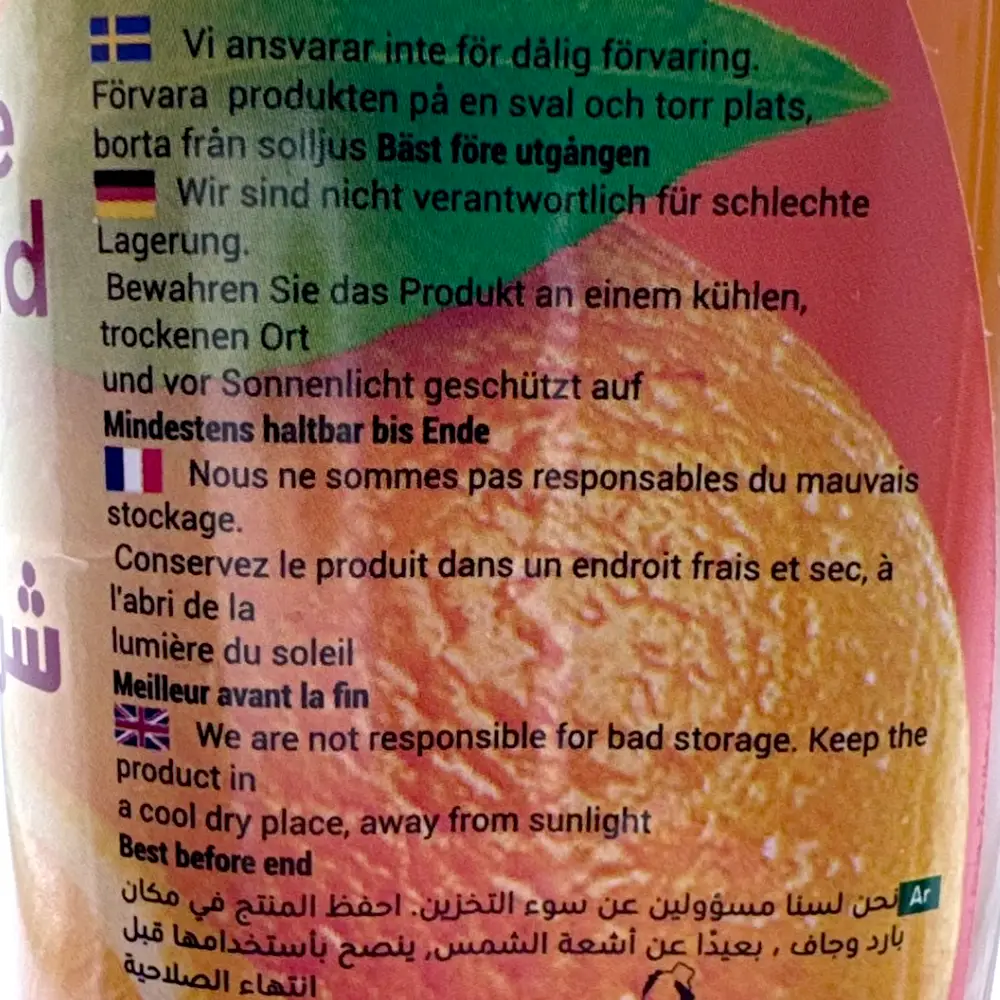 Vi ansvarar inte för dålig förvaring.
Förvara produkten på en sval och torr plats,
borta från solljus Bäst före utgången
Wir sind nicht verantwortlich für schlechte
Lagerung.
Bewahren Sie das Produkt an einem kühlen,
trockenen Ort
und vor Sonnenlicht geschützt auf
Mindestens haltbar bis Ende
Nous ne sommes pas responsables du mauvais
stockage.
Conservez le produit dans un endroit frais et sec, à
l'abri de la
lumière du soleil
Meilleur avant la fin
We are not responsible for bad storage. Keep the
product in
a cool dry place, away from sunlight
Best before end
Ar نحن لسنا مسؤولين عن سوء التخزين. احفظ المنتج في مكان
بارد وجاف ، بعيدًا عن أشعة الشمس, ينصح بأستخدامها قبل
انتهاء الصلاحية